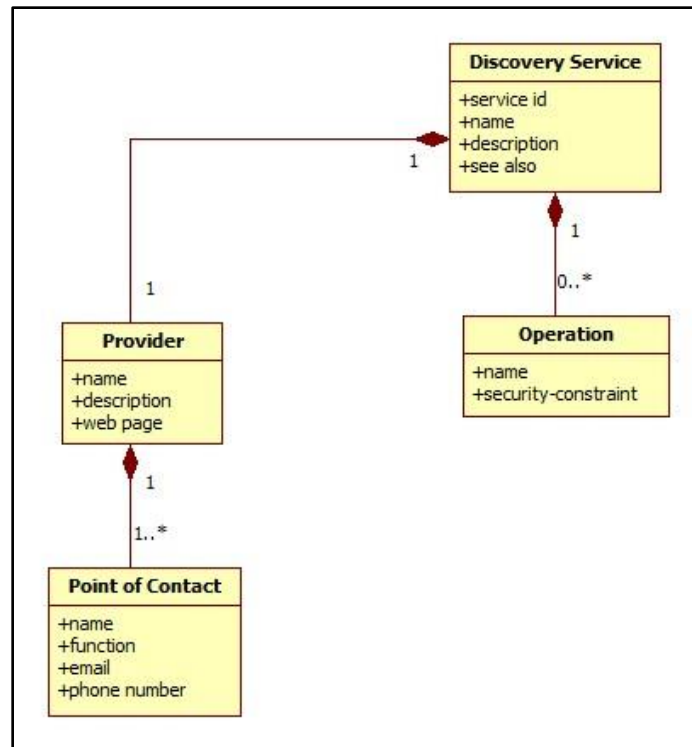 Discovery Service
+service id
+name
+description
+see also
1
1
1
0..*
Provider
+name
+description
+web page
Operation
+name
+security-constraint
1
1..*
Point of Contact
+name
+function
+email
+phone number